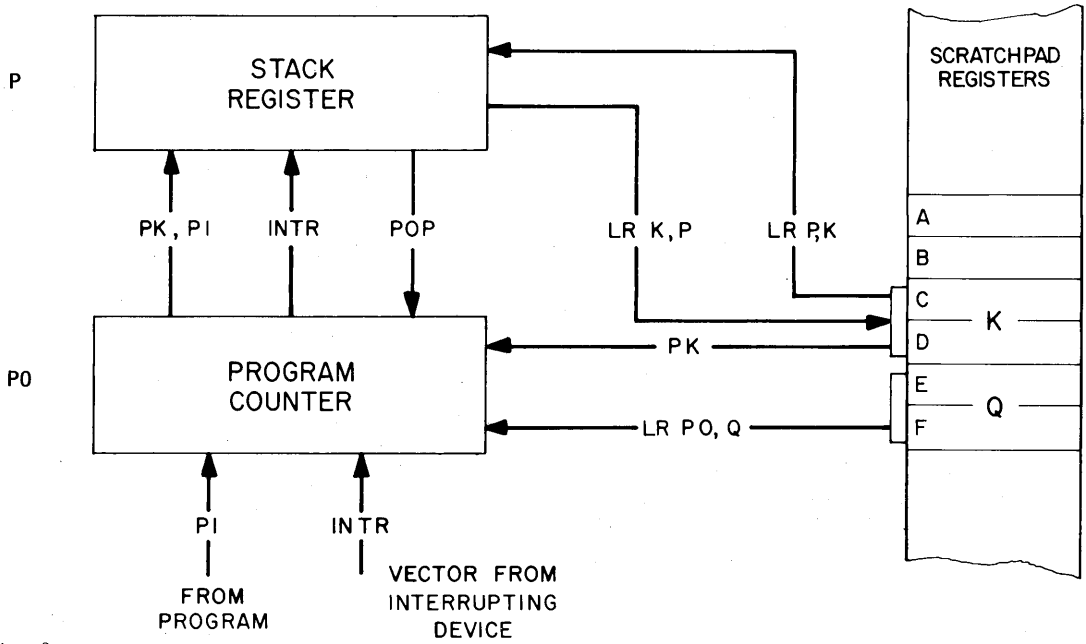 P
STACK
REGISTER
SCRATCHPAD
REGISTERS
PK, PI
INTR
POP
LR K, P
LR P,K
A
B
C
K
D
PK
P0
PROGRAM
COUNTER
E
Q
F
LR PO, Q
PI
INTR
FROM
PROGRAM
VECTOR FROM
INTERRUPTING
DEVICE